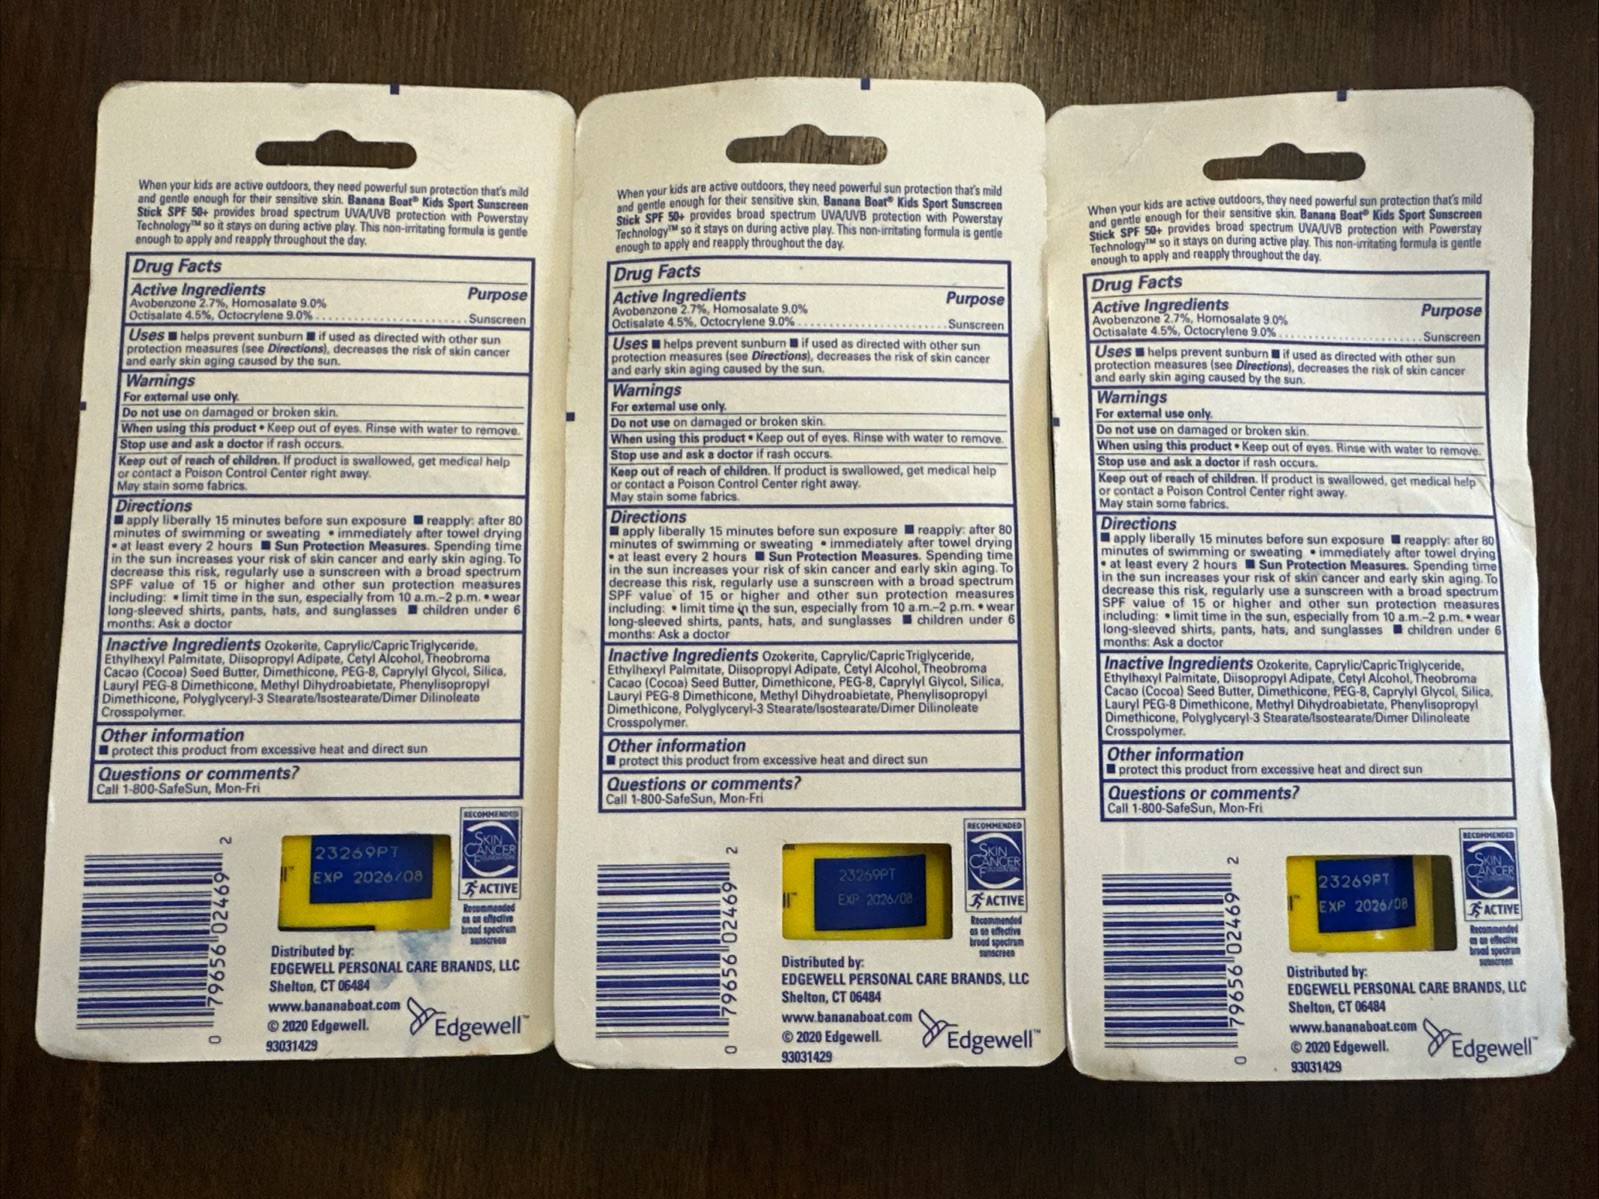 When your kids are active outdoors, they need powerful sun protection that's mild
and gentle enough for their sensitive skin. Banana Boat® Kids Sport Sunscreen
Stick SPF 50+ provides broad spectrum UVA/UVB protection with Powerstay
Technology™ so it stays on during active play. This non-irritating formula is gentle
enough to apply and reapply throughout the day.
Drug Facts
Active Ingredients Purpose
Avobenzone 2.7%, Homosalate 9.0%
Octisalate 4.5%, Octocrylene 9.0% Sunscreen
Uses ■ helps prevent sunburn ■ if used as directed with other sun
protection measures (see Directions), decreases the risk of skin cancer
and early skin aging caused by the sun.
Warnings
For external use only.
Do not use on damaged or broken skin.
When using this product • Keep out of eyes. Rinse with water to remove.
Stop use and ask a doctor if rash occurs.
Keep out of reach of children. If product is swallowed, get medical help
or contact a Poison Control Center right away.
May stain some fabrics.
Directions
■ apply liberally 15 minutes before sun exposure ■ reapply: after 80
minutes of swimming or sweating • immediately after towel drying
• at least every 2 hours ■ Sun Protection Measures. Spending time
in the sun increases your risk of skin cancer and early skin aging. To
decrease this risk, regularly use a sunscreen with a broad spectrum
SPF value of 15 or higher and other sun protection measures
including: • limit time in the sun, especially from 10 a.m.–2 p.m. • wear
long-sleeved shirts, pants, hats, and sunglasses ■ children under 6
months: Ask a doctor
Inactive Ingredients Ozokerite, Caprylic/Capric Triglyceride,
Ethylhexyl Palmitate, Diisopropyl Adipate, Cetyl Alcohol, Theobroma
Cacao (Cocoa) Seed Butter, Dimethicone, PEG-8, Caprylyl Glycol, Silica,
Lauryl PEG-8 Dimethicone, Methyl Dihydroabietate, Phenylisopropyl
Dimethicone, Polyglyceryl-3 Stearate/Isostearate/Dimer Dilinoleate
Crosspolymer.
Other information
■ protect this product from excessive heat and direct sun
Questions or comments?
Call 1-800-SafeSun, Mon-Fri
0 79656 02469 2
23269PT
EXP 2026/08
RECOMMENDED
SKIN
CANCER
FOUNDATION
ACTIVE
Recommended
as an effective
broad spectrum
sunscreen
Distributed by:
EDGEWELL PERSONAL CARE BRANDS, LLC
Shelton, CT 06484
www.bananaboat.com
© 2020 Edgewell.
93031429
Edgewell™
When your kids are active outdoors, they need powerful sun protection that's mild
and gentle enough for their sensitive skin. Banana Boat® Kids Sport Sunscreen
Stick SPF 50+ provides broad spectrum UVA/UVB protection with Powerstay
Technology™ so it stays on during active play. This non-irritating formula is gentle
enough to apply and reapply throughout the day.
Drug Facts
Active Ingredients Purpose
Avobenzone 2.7%, Homosalate 9.0%
Octisalate 4.5%, Octocrylene 9.0% Sunscreen
Uses ■ helps prevent sunburn ■ if used as directed with other sun
protection measures (see Directions), decreases the risk of skin cancer
and early skin aging caused by the sun.
Warnings
For external use only.
Do not use on damaged or broken skin.
When using this product • Keep out of eyes. Rinse with water to remove.
Stop use and ask a doctor if rash occurs.
Keep out of reach of children. If product is swallowed, get medical help
or contact a Poison Control Center right away.
May stain some fabrics.
Directions
■ apply liberally 15 minutes before sun exposure ■ reapply: after 80
minutes of swimming or sweating • immediately after towel drying
• at least every 2 hours ■ Sun Protection Measures. Spending time
in the sun increases your risk of skin cancer and early skin aging. To
decrease this risk, regularly use a sunscreen with a broad spectrum
SPF value of 15 or higher and other sun protection measures
including: • limit time in the sun, especially from 10 a.m.–2 p.m. • wear
long-sleeved shirts, pants, hats, and sunglasses ■ children under 6
months: Ask a doctor
Inactive Ingredients Ozokerite, Caprylic/Capric Triglyceride,
Ethylhexyl Palmitate, Diisopropyl Adipate, Cetyl Alcohol, Theobroma
Cacao (Cocoa) Seed Butter, Dimethicone, PEG-8, Caprylyl Glycol, Silica,
Lauryl PEG-8 Dimethicone, Methyl Dihydroabietate, Phenylisopropyl
Dimethicone, Polyglyceryl-3 Stearate/Isostearate/Dimer Dilinoleate
Crosspolymer.
Other information
■ protect this product from excessive heat and direct sun
Questions or comments?
Call 1-800-SafeSun, Mon-Fri
0 79656 02469 2
23269PT
EXP 2026/08
RECOMMENDED
SKIN
CANCER
FOUNDATION
ACTIVE
Recommended
as an effective
broad spectrum
sunscreen
Distributed by:
EDGEWELL PERSONAL CARE BRANDS, LLC
Shelton, CT 06484
www.bananaboat.com
© 2020 Edgewell.
93031429
Edgewell™
When your kids are active outdoors, they need powerful sun protection that's mild
and gentle enough for their sensitive skin. Banana Boat® Kids Sport Sunscreen
Stick SPF 50+ provides broad spectrum UVA/UVB protection with Powerstay
Technology™ so it stays on during active play. This non-irritating formula is gentle
enough to apply and reapply throughout the day.
Drug Facts
Active Ingredients Purpose
Avobenzone 2.7%, Homosalate 9.0%
Octisalate 4.5%, Octocrylene 9.0% Sunscreen
Uses ■ helps prevent sunburn ■ if used as directed with other sun
protection measures (see Directions), decreases the risk of skin cancer
and early skin aging caused by the sun.
Warnings
For external use only.
Do not use on damaged or broken skin.
When using this product • Keep out of eyes. Rinse with water to remove.
Stop use and ask a doctor if rash occurs.
Keep out of reach of children. If product is swallowed, get medical help
or contact a Poison Control Center right away.
May stain some fabrics.
Directions
■ apply liberally 15 minutes before sun exposure ■ reapply: after 80
minutes of swimming or sweating • immediately after towel drying
• at least every 2 hours ■ Sun Protection Measures. Spending time
in the sun increases your risk of skin cancer and early skin aging. To
decrease this risk, regularly use a sunscreen with a broad spectrum
SPF value of 15 or higher and other sun protection measures
including: • limit time in the sun, especially from 10 a.m.–2 p.m. • wear
long-sleeved shirts, pants, hats, and sunglasses ■ children under 6
months: Ask a doctor
Inactive Ingredients Ozokerite, Caprylic/Capric Triglyceride,
Ethylhexyl Palmitate, Diisopropyl Adipate, Cetyl Alcohol, Theobroma
Cacao (Cocoa) Seed Butter, Dimethicone, PEG-8, Caprylyl Glycol, Silica,
Lauryl PEG-8 Dimethicone, Methyl Dihydroabietate, Phenylisopropyl
Dimethicone, Polyglyceryl-3 Stearate/Isostearate/Dimer Dilinoleate
Crosspolymer.
Other information
■ protect this product from excessive heat and direct sun
Questions or comments?
Call 1-800-SafeSun, Mon-Fri
0 79656 02469 2
23269PT
EXP 2026/08
RECOMMENDED
SKIN
CANCER
FOUNDATION
ACTIVE
Recommended
as an effective
broad spectrum
sunscreen
Distributed by:
EDGEWELL PERSONAL CARE BRANDS, LLC
Shelton, CT 06484
www.bananaboat.com
© 2020 Edgewell.
93031429
Edgewell™